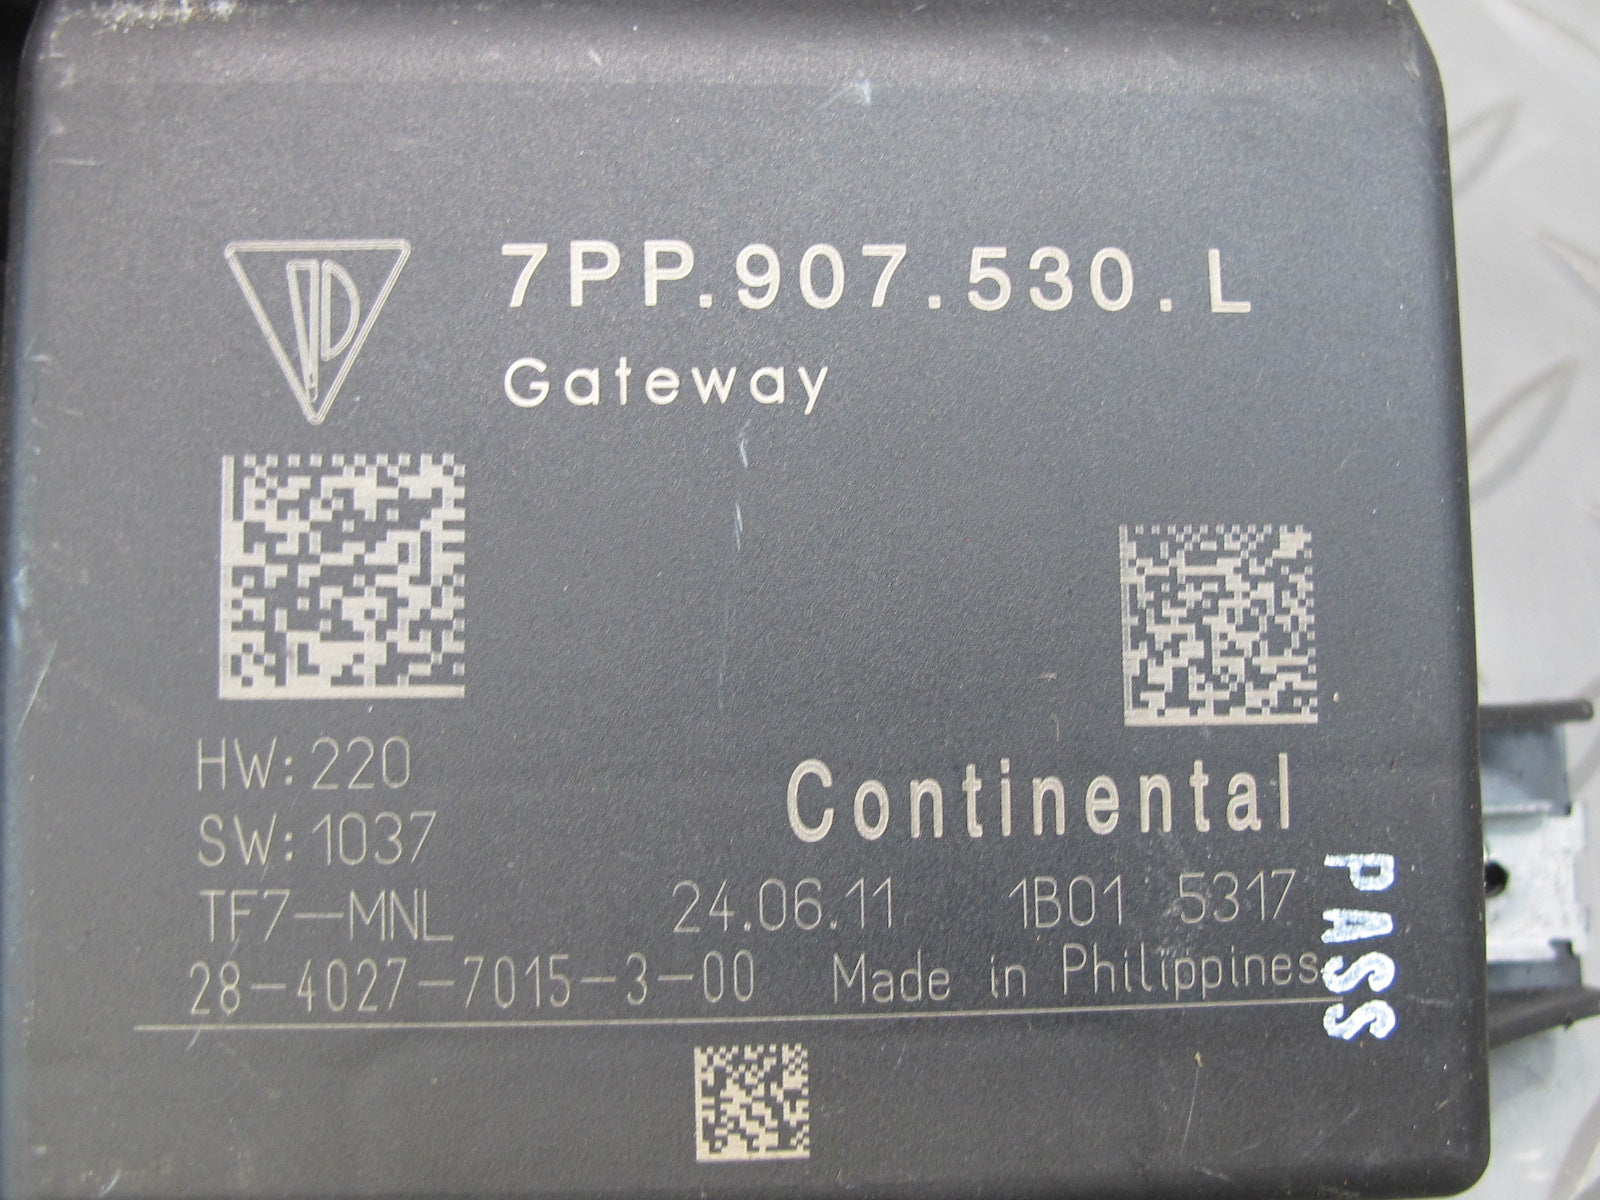 7PP.907.530.L
Gateway
HW:220
SW:1037
Continental
TF7-MNL 24.06.11 1B01 5317
28-4027-7015-3-00 Made in Philippines
PASS